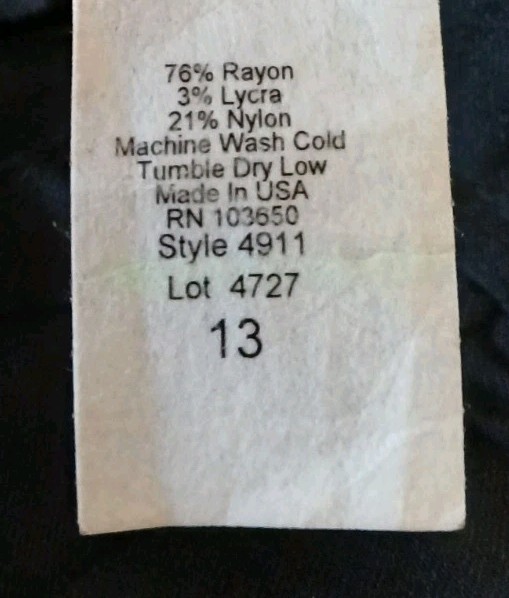 76% Rayon
3% Lycra
21% Nylon
Machine Wash Cold
Tumble Dry Low
Made In USA
RN 103650
Style 4911
Lot 4727
13